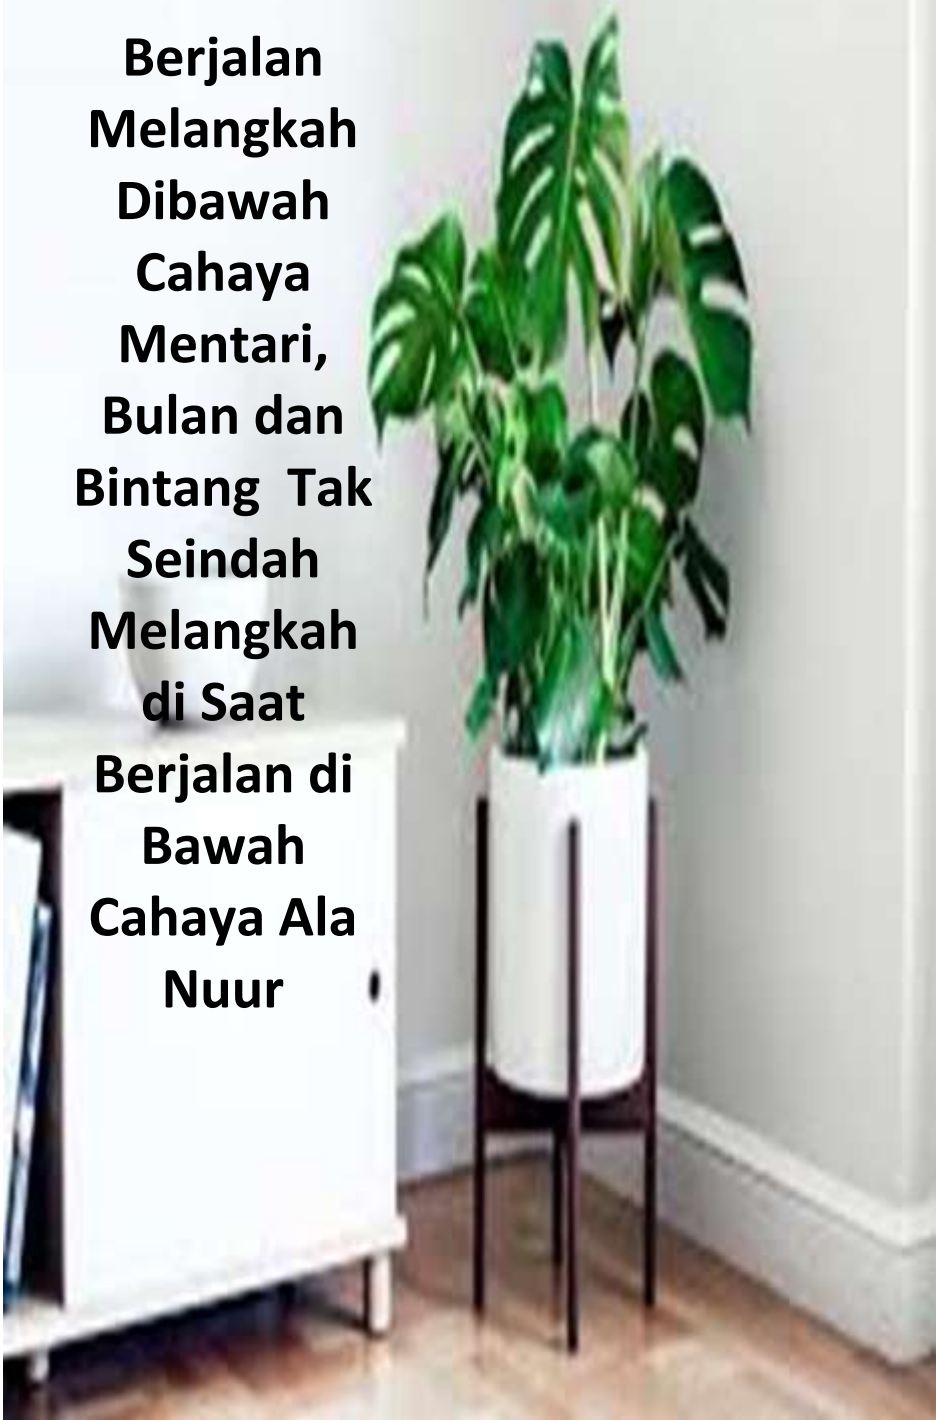 Berjalan
Melangkah
Dibawah
Cahaya
Mentari,
Bulan dan
Bintang  Tak
Seindah
Melangkah
di Saat
Berjalan di
Bawah
Cahaya Ala
Nuur